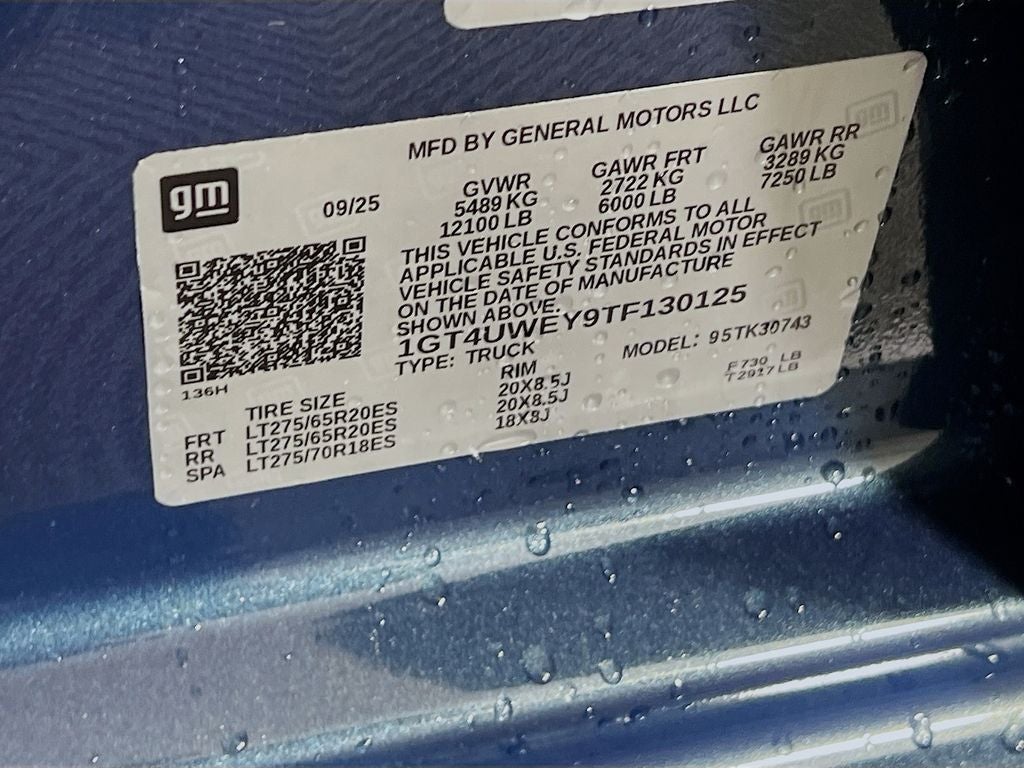 MFD BY GENERAL MOTORS LLC
gm
09/25
GVWR
5489 KG
12100 LB
GAWR FRT
2722 KG
6000 LB
GAWR RR
3289 KG
7250 LB
THIS VEHICLE CONFORMS TO ALL
APPLICABLE U.S. FEDERAL MOTOR
VEHICLE SAFETY STANDARDS IN EFFECT
ON THE DATE OF MANUFACTURE
SHOWN ABOVE.
1GT4UWEY9TF130125
TYPE: TRUCK
MODEL: 95TK30743
136H
F730 LB
T2917 LB
TIRE SIZE RIM
FRT LT275/65R20ES 20X8.5J
RR LT275/65R20ES 20X8.5J
SPA LT275/70R18ES 18X8J